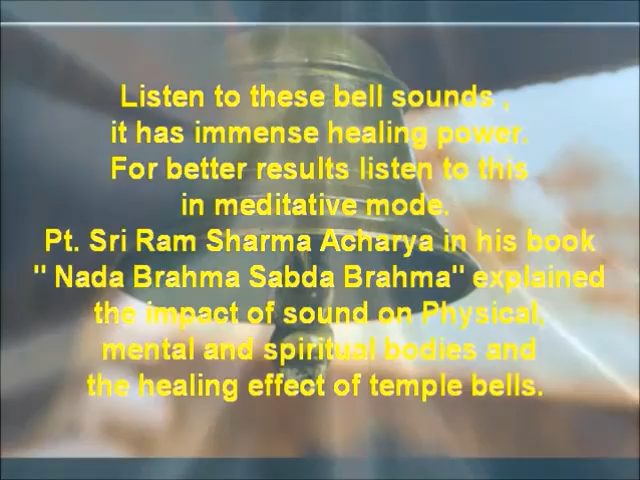 Listen to these bell sounds ,
it has immense healing power.
For better results listen to this
in meditative mode.
Pt. Sri Ram Sharma Acharya in his book
" Nada Brahma Sabda Brahma" explained
the impact of sound on Physical,
mental and spiritual bodies and
the healing effect of temple bells.